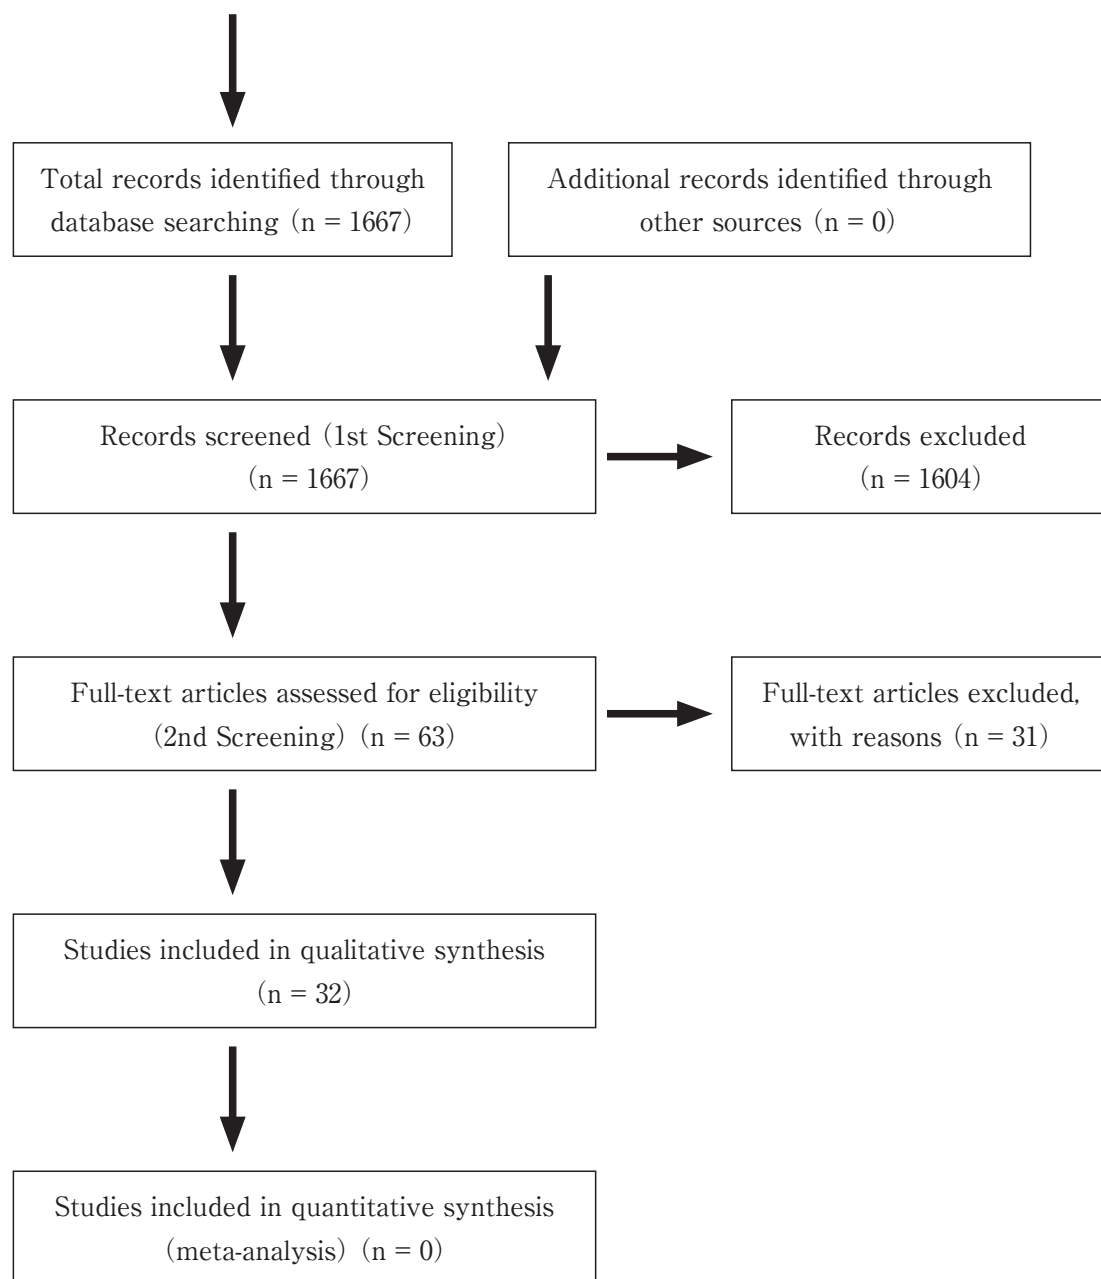 Total records identified through
database searching (n = 1667)
Additional records identified through
other sources (n = 0)
Records screened (1st Screening)
(n = 1667)
Records excluded
(n = 1604)
Full-text articles assessed for eligibility
(2nd Screening) (n = 63)
Full-text articles excluded,
with reasons (n = 31)
Studies included in qualitative synthesis
(n = 32)
Studies included in quantitative synthesis
(meta-analysis) (n = 0)